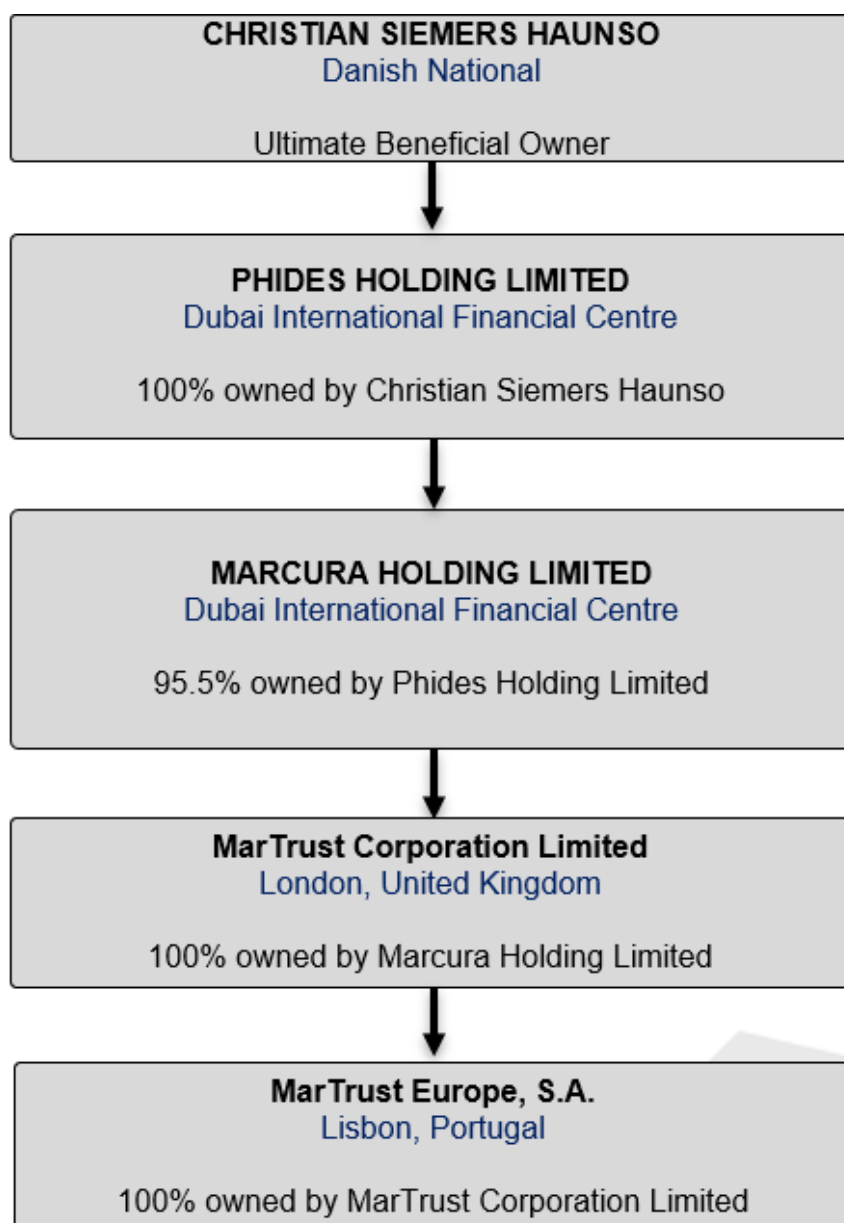 CHRISTIAN SIEMERS HAUNSO
Danish National
Ultimate Beneficial Owner
PHIDES HOLDING LIMITED
Dubai International Financial Centre
100% owned by Christian Siemers Haunso
MARCURA HOLDING LIMITED
Dubai International Financial Centre
95.5% owned by Phides Holding Limited
MarTrust Corporation Limited
London, United Kingdom
100% owned by Marcura Holding Limited
MarTrust Europe, S.A.
Lisbon, Portugal
100% owned by MarTrust Corporation Limited